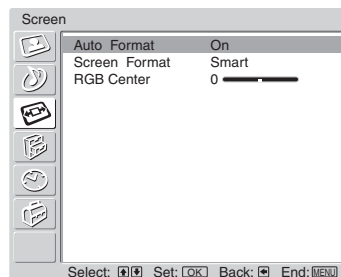 Screen
Auto Format On
Screen Format Smart
RGB Center 0
Select: Set: OK Back: End: MENU